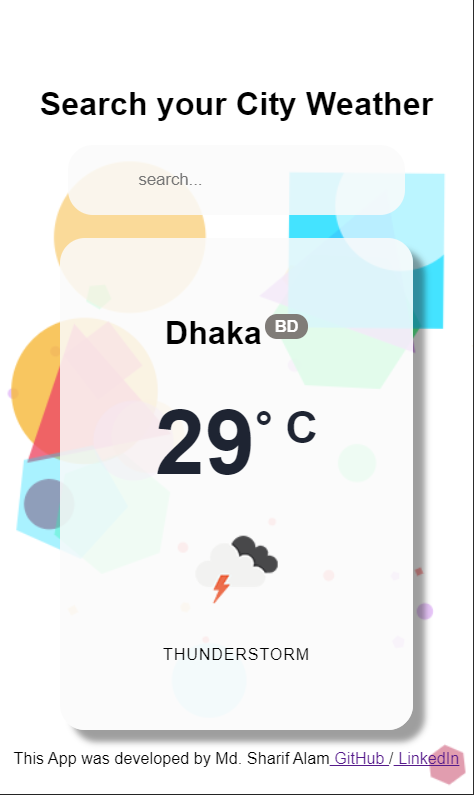 Search your City Weather
search...
Dhaka BD
29° C
THUNDERSTORM
This App was developed by Md. Sharif Alam GitHub / LinkedIn